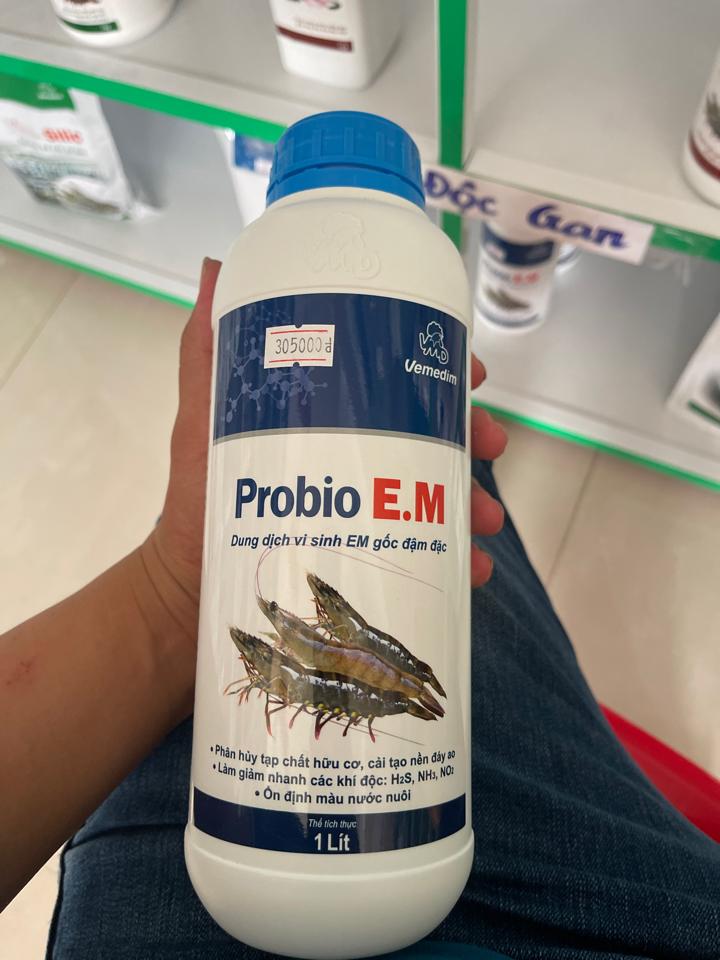 Độc Gan
305000đ
VMD
Vemedim
Probio E.M
Dung dịch vi sinh EM gốc đậm đặc
• Phân hủy tạp chất hữu cơ, cải tạo nền đáy ao
• Làm giảm nhanh các khí độc: H₂S, NH₃, NO₂
• Ổn định màu nước nuôi
Thể tích thực
1 Lít